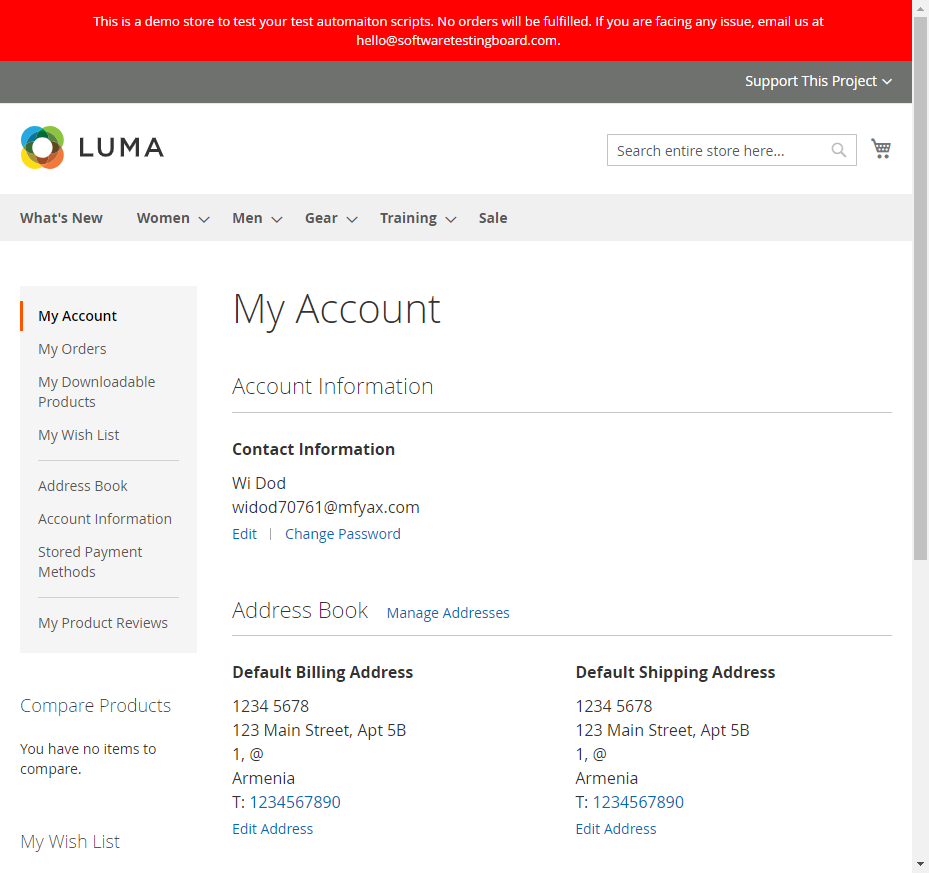 This is a demo store to test your test automaiton scripts. No orders will be fulfilled. If you are facing any issue, email us at
hello@softwaretestingboard.com.
Support This Project
LUMA
Search entire store here...
What's New
Women
Men
Gear
Training
Sale
My Account
My Orders
My Downloadable
Products
My Wish List
Address Book
Account Information
Stored Payment
Methods
My Product Reviews
Compare Products
You have no items to
compare.
My Wish List
My Account
Account Information
Contact Information
Wi Dod
widod70761@mfyax.com
Edit | Change Password
Address Book Manage Addresses
Default Billing Address
1234 5678
123 Main Street, Apt 5B
1, @
Armenia
T: 1234567890
Edit Address
Default Shipping Address
1234 5678
123 Main Street, Apt 5B
1, @
Armenia
T: 1234567890
Edit Address